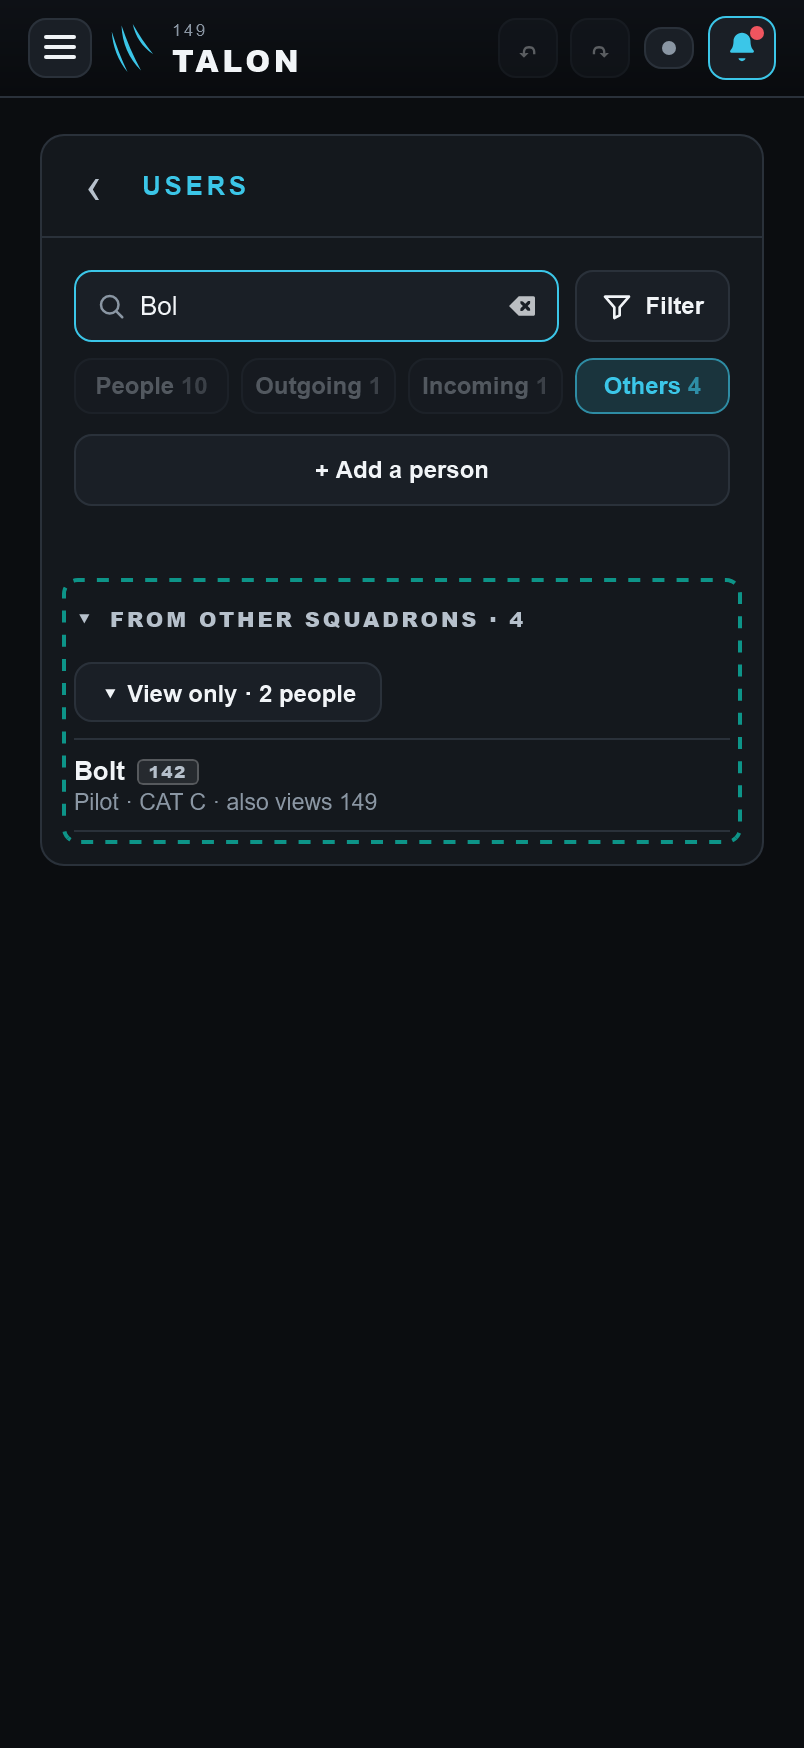 149
TALON
USERS
Bol
Filter
People 10
Outgoing 1
Incoming 1
Others 4
+ Add a person
▼ FROM OTHER SQUADRONS · 4
▼ View only · 2 people
Bolt 142
Pilot · CAT C · also views 149